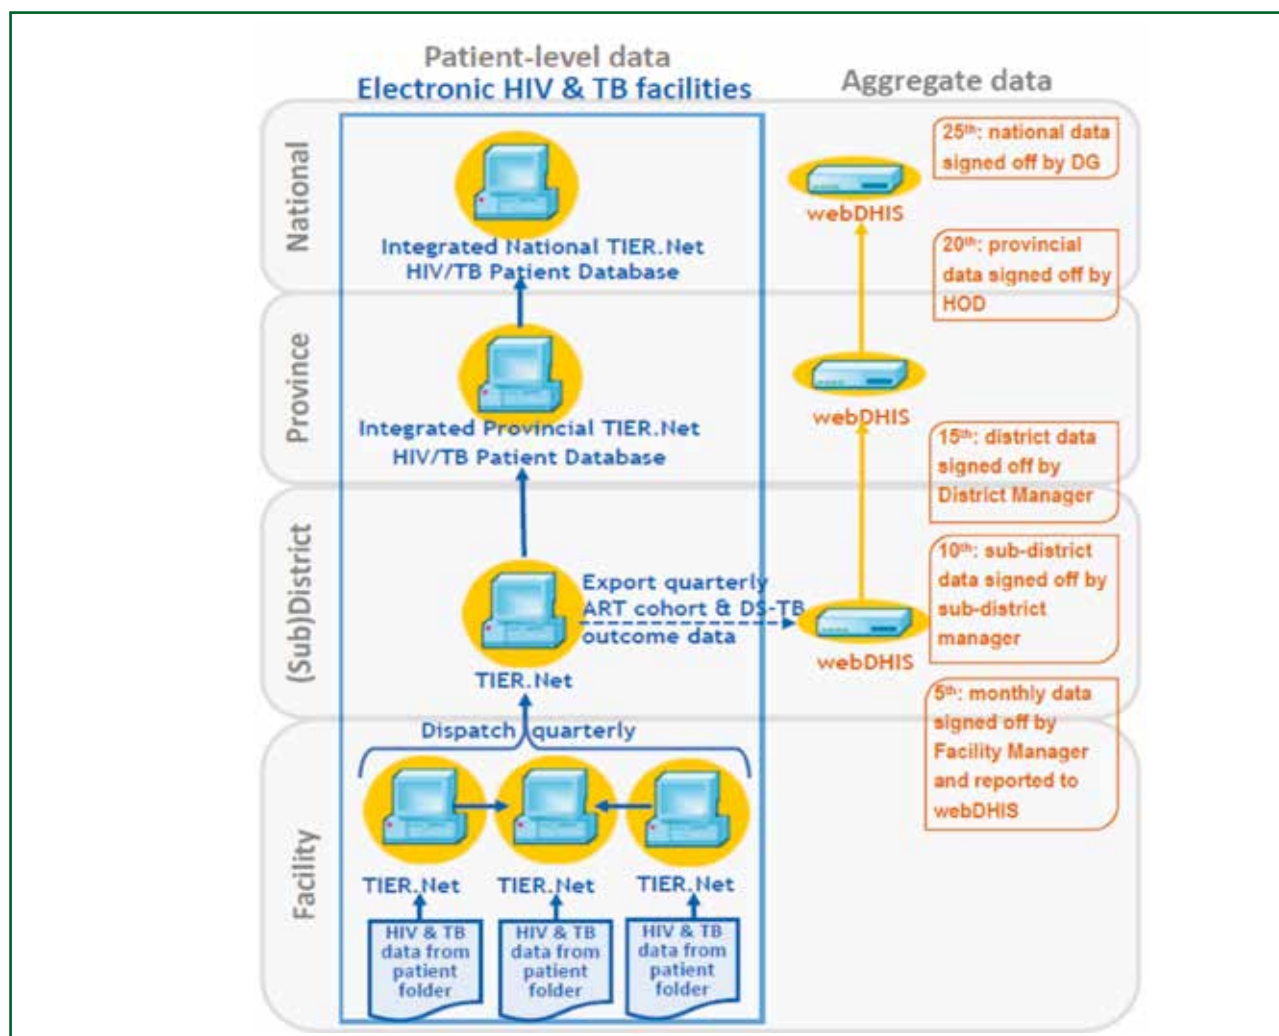 Patient-level data
Electronic HIV & TB facilities
Aggregate data
National
Integrated National TIER.Net
HIV/TB Patient Database
webDHIS
25th: national data
signed off by DG
20th: provincial
data signed off by
HOD
Province
Integrated Provincial TIER.Net
HIV/TB Patient Database
webDHIS
15th: district data
signed off by
District Manager
(Sub)District
TIER.Net
Export quarterly
ART cohort & DS-TB
outcome data
webDHIS
10th: sub-district
data signed off by
sub-district
manager
5th: monthly data
signed off by
Facility Manager
and reported to
webDHIS
Facility
Dispatch quarterly
TIER.Net
TIER.Net
TIER.Net
HIV & TB
data from
patient
folder
HIV & TB
data from
patient
folder
HIV & TB
data from
patient
folder